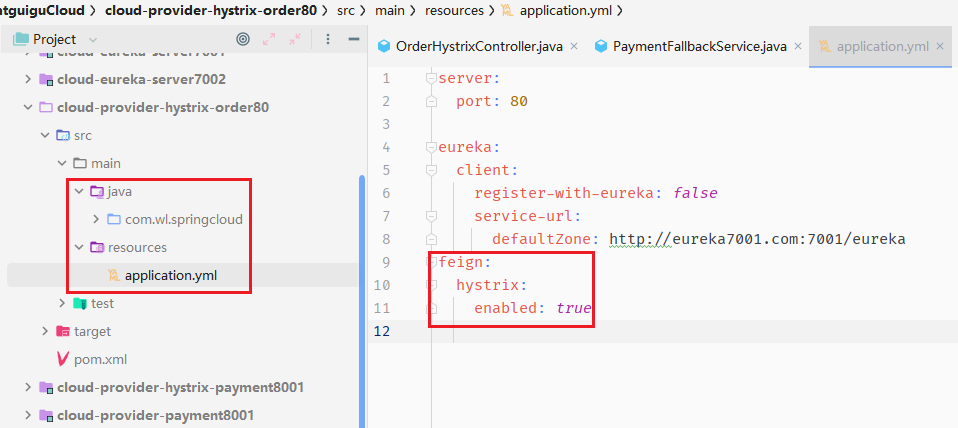 atguiguCloud > cloud-provider-hystrix-order80 > src > main > resources > application.yml
Project
OrderHystrixController.java
PaymentFallbackService.java
application.yml
cloud-eureka-server7001
cloud-eureka-server7002
cloud-provider-hystrix-order80
src
main
java
com.wl.springcloud
resources
application.yml
test
target
pom.xml
cloud-provider-hystrix-payment8001
cloud-provider-payment8001
1 server:
2 port: 80
3
4 eureka:
5 client:
6 register-with-eureka: false
7 service-url:
8 defaultZone: http://eureka7001.com:7001/eureka
9 feign:
10 hystrix:
11 enabled: true
12